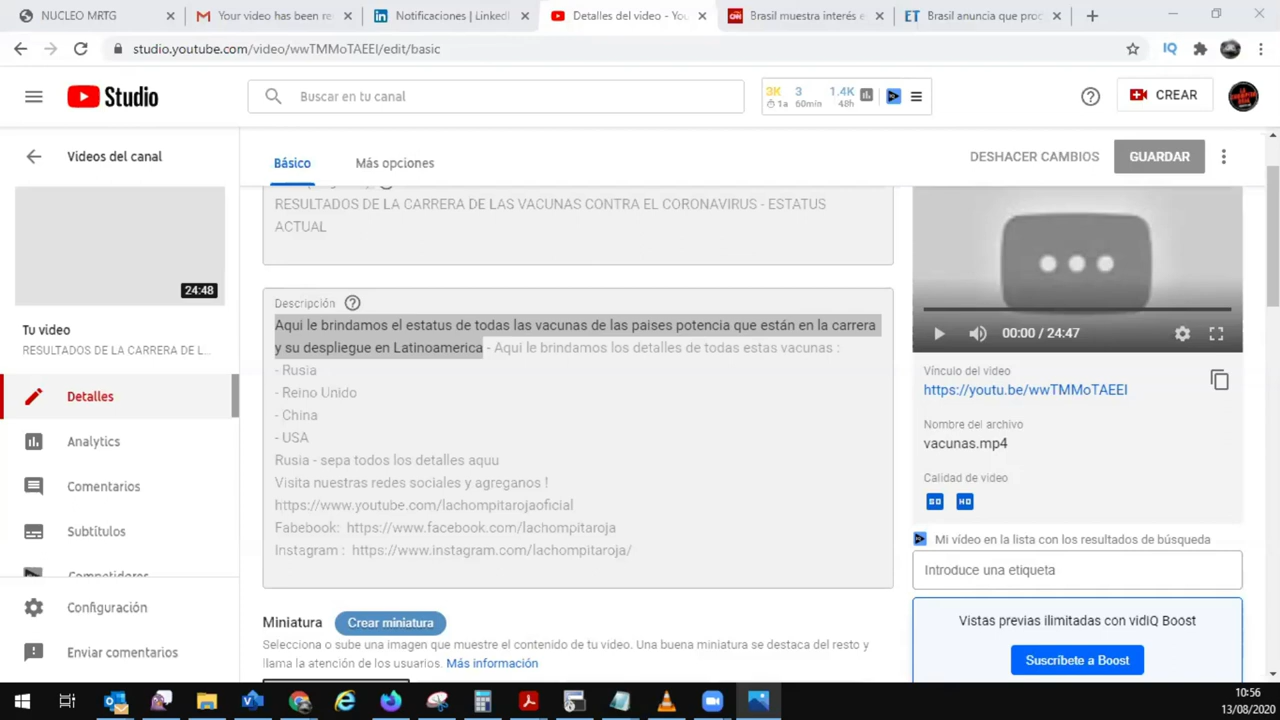 NUCLEO MRTG
Your video has been re
Notificaciones | LinkedI
Detalles del video - You
Brasil muestra interés e
Brasil anuncia que proc
studio.youtube.com/video/wwTMMoTAEEI/edit/basic
Studio
Buscar en tu canal
3K 3 1.4K
1a 60min 48h
CREAR
Videos del canal
Básico
Más opciones
DESHACER CAMBIOS
GUARDAR
RESULTADOS DE LA CARRERA DE LAS VACUNAS CONTRA EL CORONAVIRUS - ESTATUS
ACTUAL
24:48
Tu video
RESULTADOS DE LA CARRERA DE L...
Detalles
Analytics
Comentarios
Subtítulos
Configuración
Enviar comentarios
Descripción
Aqui le brindamos el estatus de todas las vacunas de las paises potencia que están en la carrera
y su despliegue en Latinoamerica - Aqui le brindamos los detalles de todas estas vacunas :
- Rusia
- Reino Unido
- China
- USA
Rusia - sepa todos los detalles aquu
Visita nuestras redes sociales y agreganos !
https://www.youtube.com/lachompitarojaoficial
Fabebook: https://www.facebook.com/lachompitaroja
Instagram : https://www.instagram.com/lachompitaroja/
Miniatura
Crear miniatura
Selecciona o sube una imagen que muestre el contenido de tu video. Una buena miniatura se destaca del resto y
llama la atención de los usuarios. Más información
00:00 / 24:47
Vínculo del video
https://youtu.be/wwTMMoTAEEI
Nombre del archivo
vacunas.mp4
Calidad de video
SD HD
Mi vídeo en la lista con los resultados de búsqueda
Introduce una etiqueta
Vistas previas ilimitadas con vidIQ Boost
Suscríbete a Boost
10:56
13/08/2020